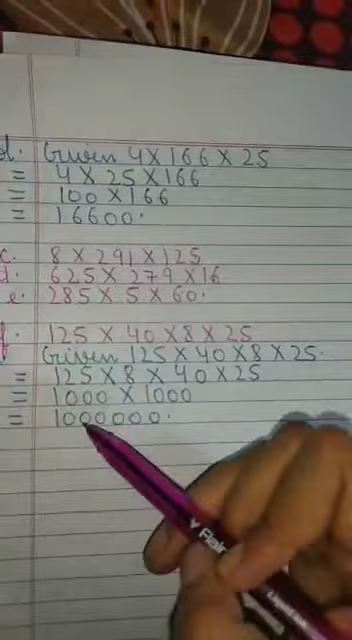 d. Given 4 X 166 X 25
= 4 X 25 X 166
= 100 X 166
= 16600.
c. 8 X 291 X 125
d. 625 X 279 X 16
e. 285 X 5 X 60.
f. 125 X 40 X 8 X 25
f Given 125 X 40 X 8 X 25.
= 125 X 8 X 40 X 25
= 1000 X 1000
= 1000000.
Flair